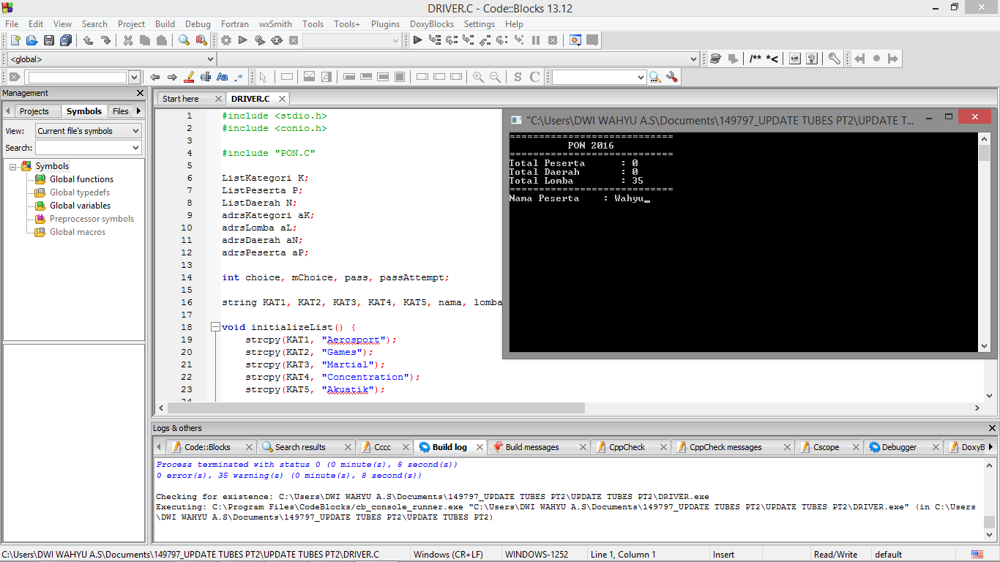 DRIVER.C - Code::Blocks 13.12
File Edit View Search Project Build Debug Fortran wxSmith Tools Tools+ Plugins DoxyBlocks Settings Help
<global>
/** *<
Aa .* S C
Management
Projects Symbols Files
View: Current file's symbols
Search:
Symbols
Global functions
Global typedefs
Global variables
Preprocessor symbols
Global macros
Start here DRIVER.C
1 #include <stdio.h>
2 #include <conio.h>
3
4 #include "PON.C"
5
6 ListKategori K;
7 ListPeserta P;
8 ListDaerah N;
9 adrsKategori aK;
10 adrsLomba aL;
11 adrsDaerah aN;
12 adrsPeserta aP;
13
14 int choice, mChoice, pass, passAttempt;
15
16 string KAT1, KAT2, KAT3, KAT4, KAT5, nama, lomba
17
18 void initializeList() {
19 strcpy(KAT1, "Aerosport");
20 strcpy(KAT2, "Games");
21 strcpy(KAT3, "Martial");
22 strcpy(KAT4, "Concentration");
23 strcpy(KAT5, "Akuatik");
"C:\Users\DWI WAHYU A.S\Documents\149797_UPDATE TUBES PT2\UPDATE T...
============================
PON 2016
============================
Total Peserta : 0
Total Daerah : 0
Total Lomba : 35
============================
Nama Peserta : Wahyu_
Logs & others
Code::Blocks Search results Cccc Build log Build messages CppCheck CppCheck messages Cscope Debugger DoxyB
Process terminated with status 0 (0 minute(s), 8 second(s))
0 error(s), 35 warning(s) (0 minute(s), 8 second(s))
Checking for existence: C:\Users\DWI WAHYU A.S\Documents\149797_UPDATE TUBES PT2\UPDATE TUBES PT2\DRIVER.exe
Executing: C:\Program Files\CodeBlocks/cb_console_runner.exe "C:\Users\DWI WAHYU A.S\Documents\149797_UPDATE TUBES PT2\UPDATE TUBES PT2\DRIVER.exe" (in C:\Users
\DWI WAHYU A.S\Documents\149797_UPDATE TUBES PT2\UPDATE TUBES PT2)
C:\Users\DWI WAHYU A.S\Documents\149797_UPDATE TUBES PT2\UPDATE TUBES PT2\DRIVER.C Windows (CR+LF) WINDOWS-1252 Line 1, Column 1 Insert Read/Write default